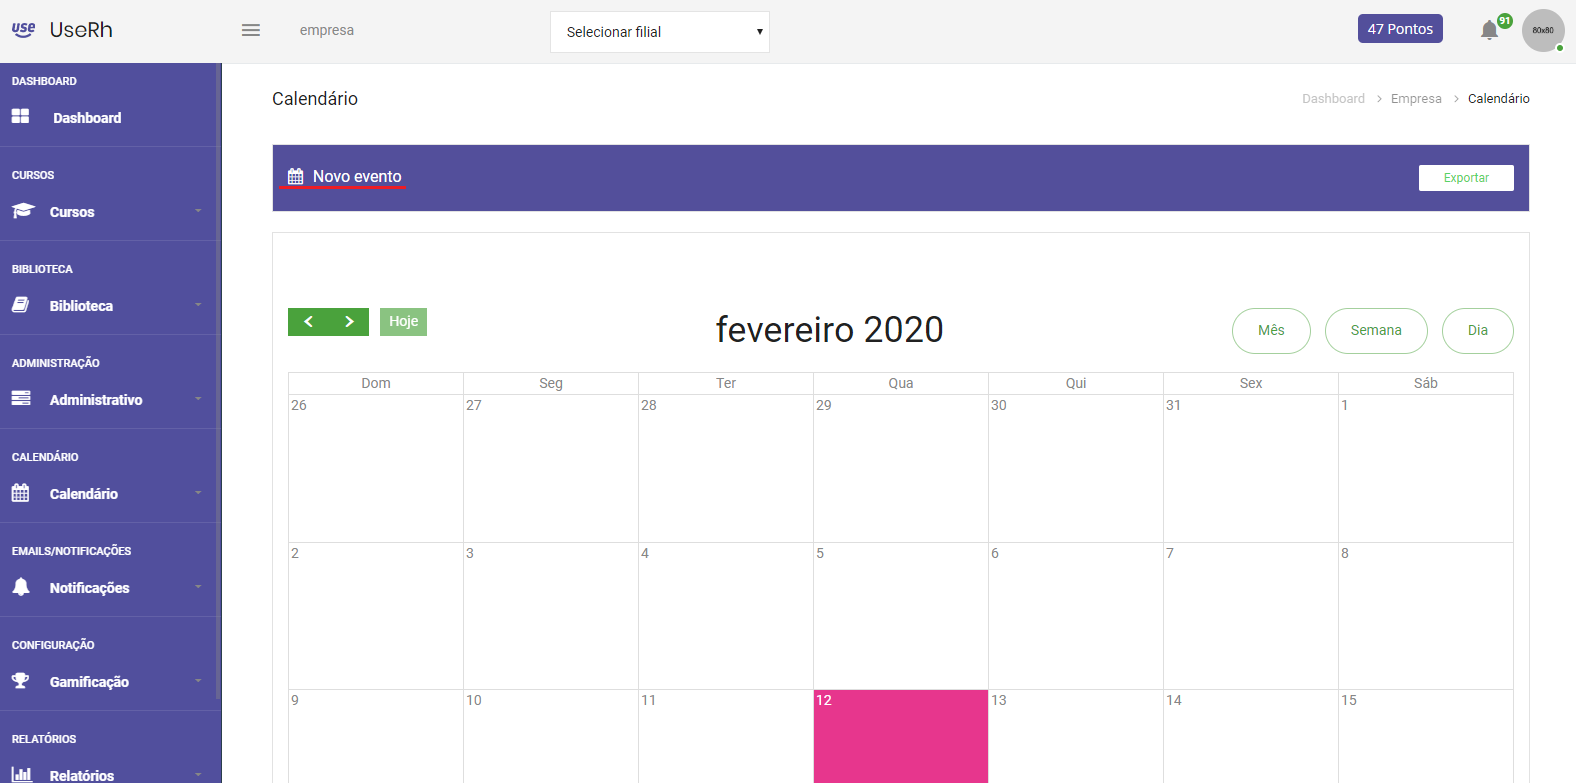 use UseRh
empresa
Selecionar filial
47 Pontos
91
80x80
DASHBOARD
Dashboard
CURSOS
Cursos
BIBLIOTECA
Biblioteca
ADMINISTRAÇÃO
Administrativo
CALENDÁRIO
Calendário
EMAILS/NOTIFICAÇÕES
Notificações
CONFIGURAÇÃO
Gamificação
RELATÓRIOS
Relatórios
Calendário
Dashboard > Empresa > Calendário
Novo evento
Exportar
< > Hoje
fevereiro 2020
Mês Semana Dia
Dom Seg Ter Qua Qui Sex Sáb
26 27 28 29 30 31 1
2 3 4 5 6 7 8
9 10 11 12 13 14 15